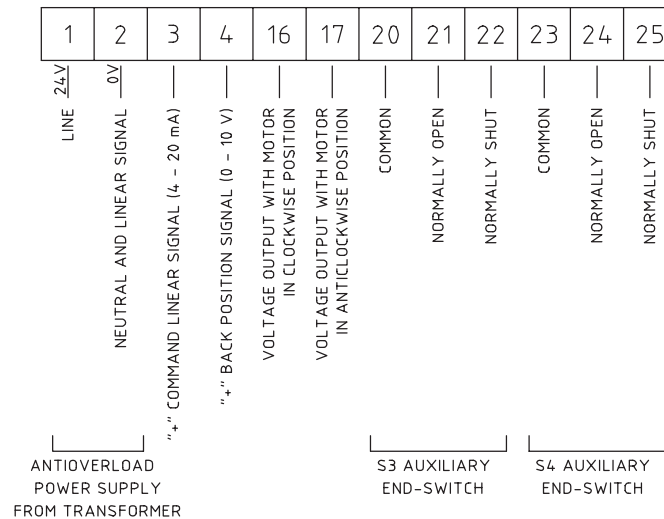 1 2 3 4 16 17 20 21 22 23 24 25
24V
LINE
0V
NEUTRAL AND LINEAR SIGNAL
"+" COMMAND LINEAR SIGNAL (4 - 20 mA)
"+" BACK POSITION SIGNAL (0 - 10 V)
VOLTAGE OUTPUT WITH MOTOR
IN CLOCKWISE POSITION
VOLTAGE OUTPUT WITH MOTOR
IN ANTICLOCKWISE POSITION
COMMON
NORMALLY OPEN
NORMALLY SHUT
COMMON
NORMALLY OPEN
NORMALLY SHUT
ANTIOVERLOAD
POWER SUPPLY
FROM TRANSFORMER
S3 AUXILIARY
END-SWITCH
S4 AUXILIARY
END-SWITCH